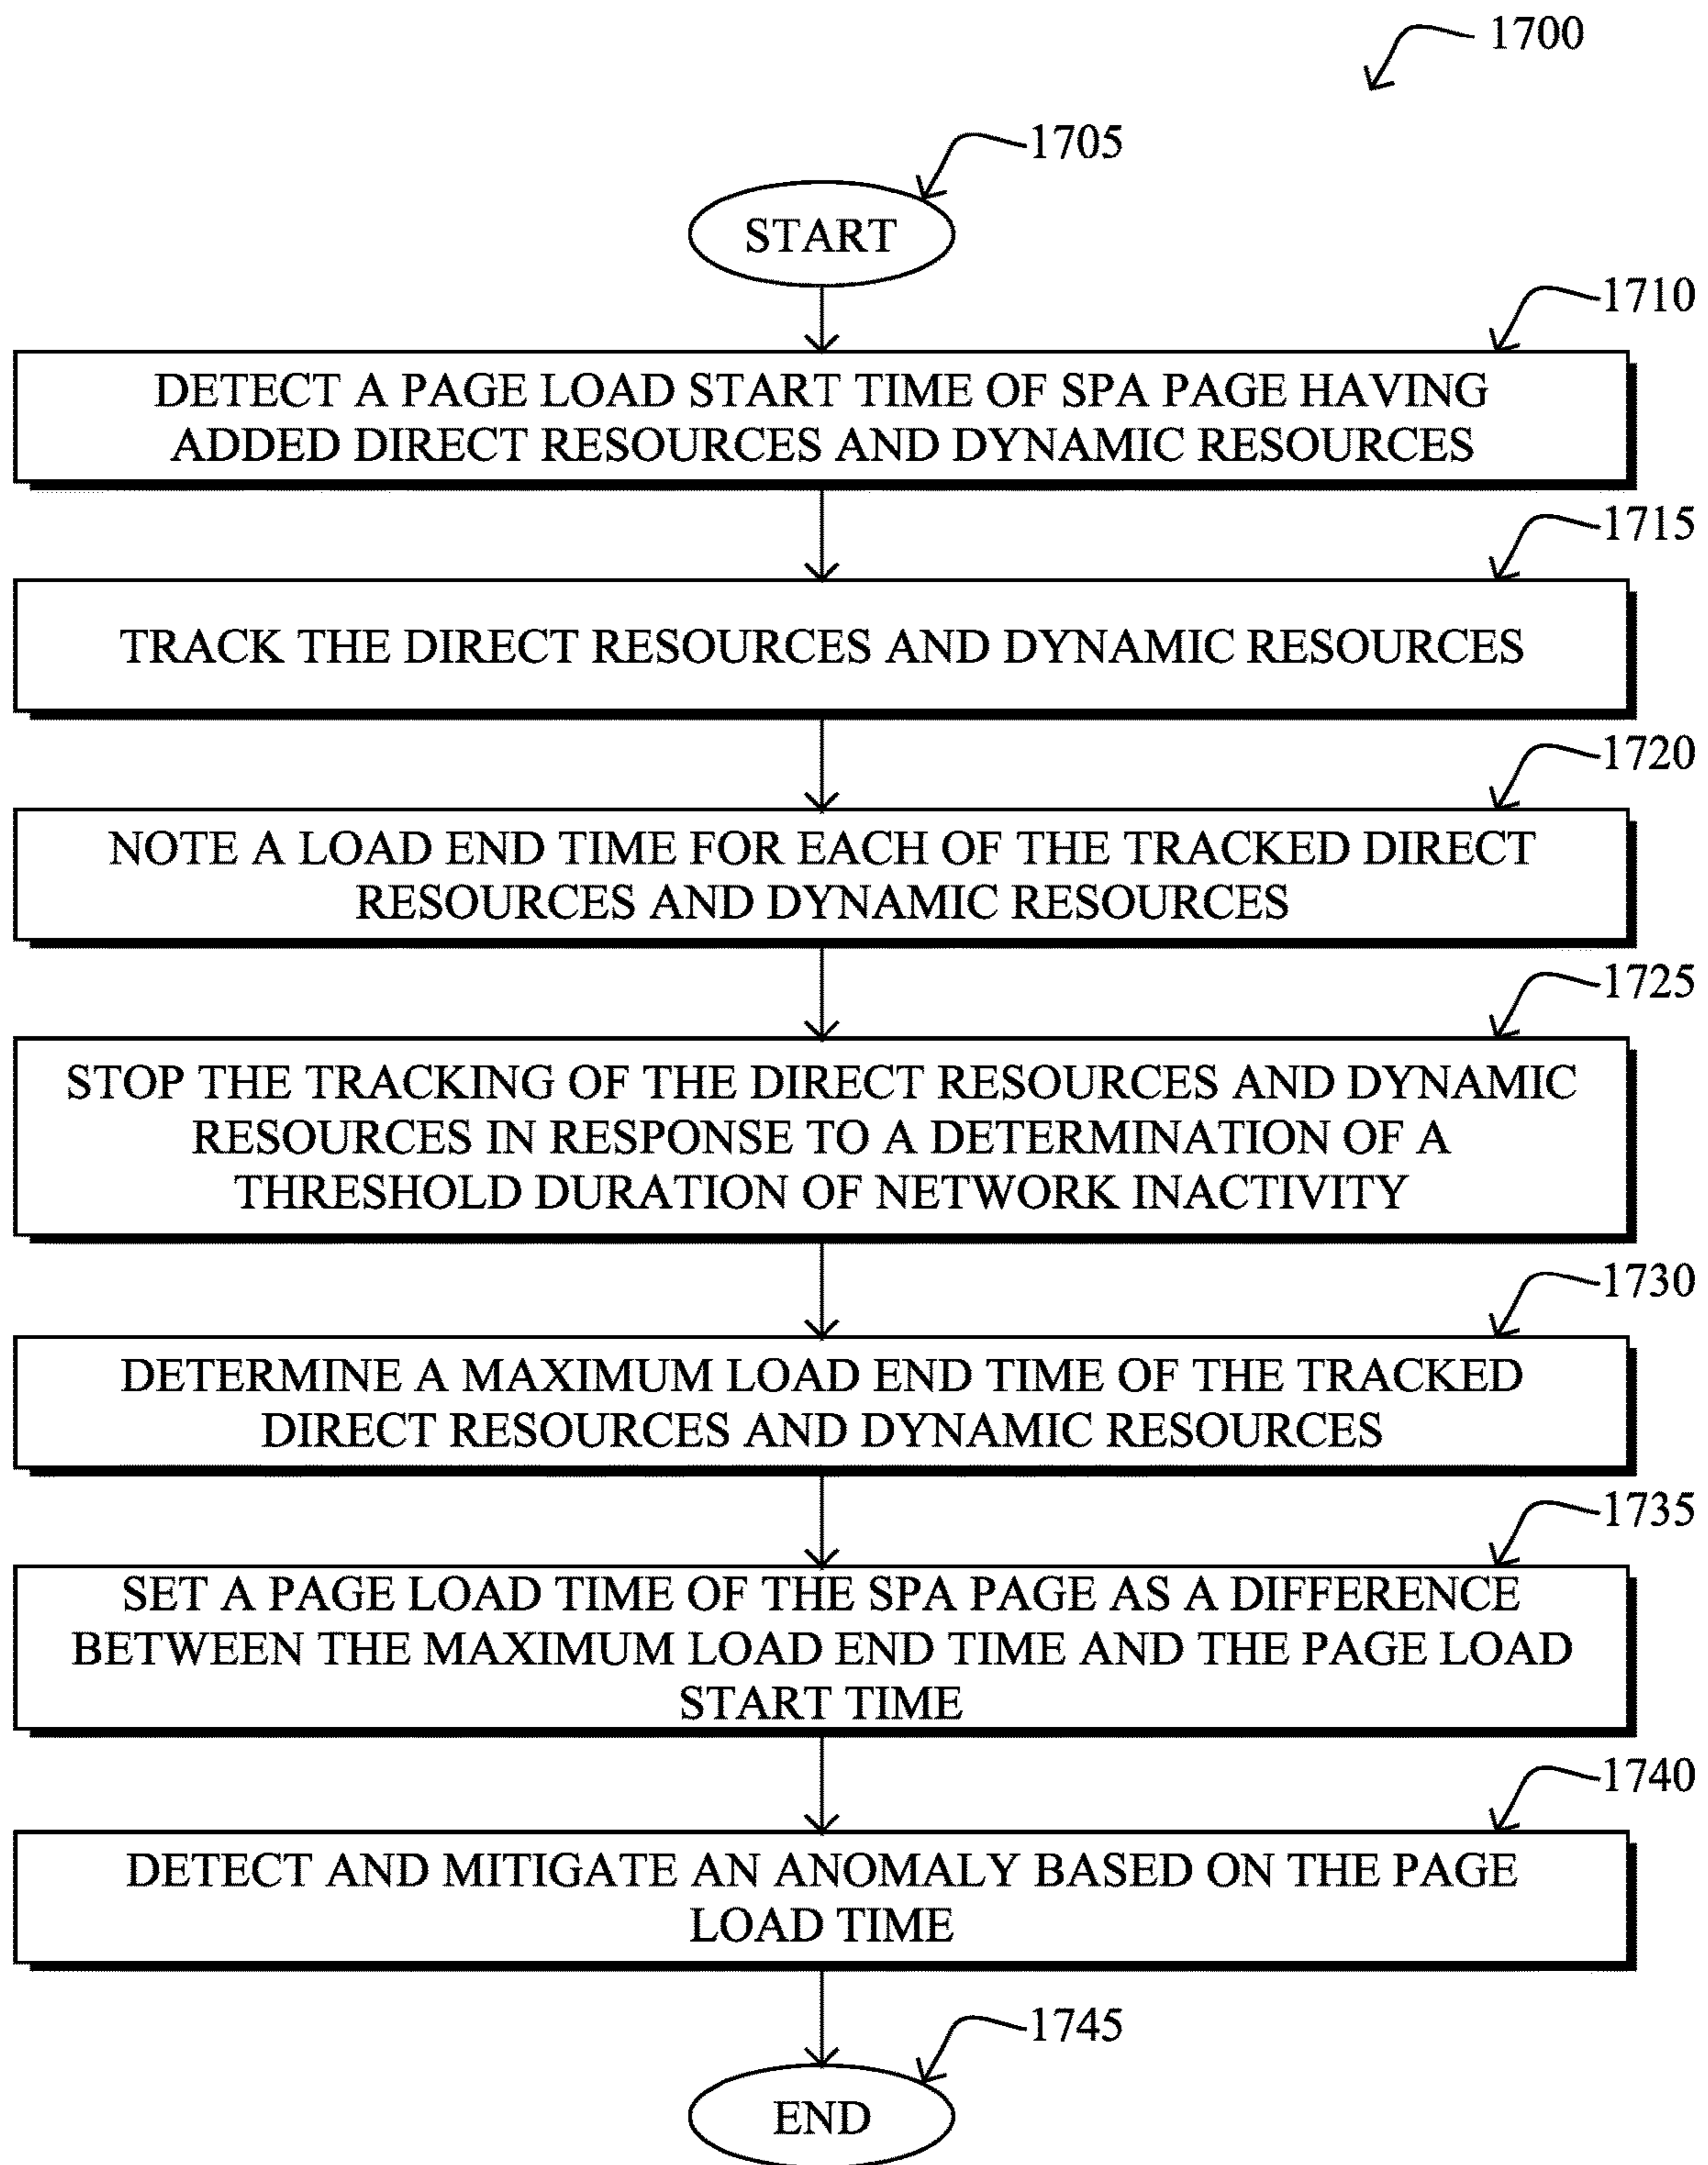 1700
1705
START
1710
DETECT A PAGE LOAD START TIME OF SPA PAGE HAVING
ADDED DIRECT RESOURCES AND DYNAMIC RESOURCES
1715
TRACK THE DIRECT RESOURCES AND DYNAMIC RESOURCES
1720
NOTE A LOAD END TIME FOR EACH OF THE TRACKED DIRECT
RESOURCES AND DYNAMIC RESOURCES
1725
STOP THE TRACKING OF THE DIRECT RESOURCES AND DYNAMIC
RESOURCES IN RESPONSE TO A DETERMINATION OF A
THRESHOLD DURATION OF NETWORK INACTIVITY
1730
DETERMINE A MAXIMUM LOAD END TIME OF THE TRACKED
DIRECT RESOURCES AND DYNAMIC RESOURCES
1735
SET A PAGE LOAD TIME OF THE SPA PAGE AS A DIFFERENCE
BETWEEN THE MAXIMUM LOAD END TIME AND THE PAGE LOAD
START TIME
1740
DETECT AND MITIGATE AN ANOMALY BASED ON THE PAGE
LOAD TIME
1745
END